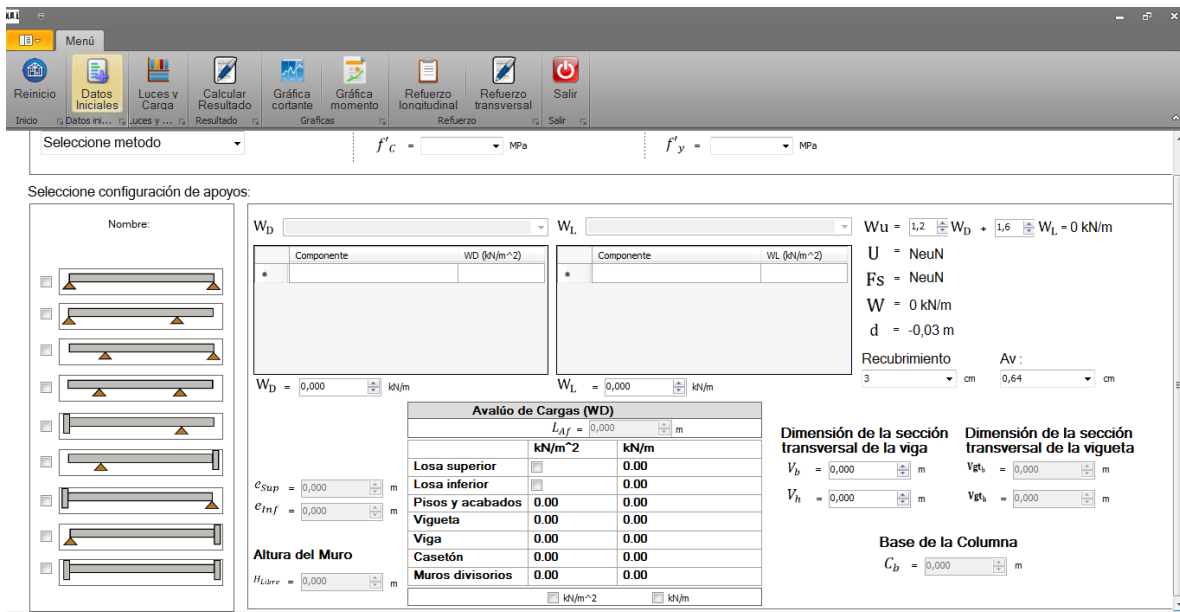 Menú
Reinicio
Datos Iniciales
Luces y Carga
Calcular Resultado
Gráfica cortante
Gráfica momento
Refuerzo longitudinal
Refuerzo transversal
Salir
Inicio
Datos ini...
Luces y ...
Resultado
Graficas
Refuerzo
Salir
Seleccione metodo
f'C = MPa
f'y = MPa
Seleccione configuración de apoyos:
Nombre:
WD
WL
Wu = 1,2 WD + 1,6 WL = 0 kN/m
Componente WD (kN/m^2)
Componente WL (kN/m^2)
*
*
U = NeuN
Fs = NeuN
W = 0 kN/m
d = -0,03 m
Recubrimiento Av :
3 cm 0,64 cm
WD = 0,000 kN/m
WL = 0,000 kN/m
Avalúo de Cargas (WD)
LAf = 0,000 m
kN/m^2 kN/m
Losa superior 0.00
Losa inferior 0.00
Pisos y acabados 0.00 0.00
Vigueta 0.00 0.00
Viga 0.00 0.00
Casetón 0.00 0.00
Muros divisorios 0.00 0.00
kN/m^2 kN/m
eSup = 0,000 m
eInf = 0,000 m
Altura del Muro
HLibre = 0,000 m
Dimensión de la sección
transversal de la viga
Vb = 0,000 m
Vh = 0,000 m
Dimensión de la sección
transversal de la vigueta
Vgtb = 0,000 m
Vgth = 0,000 m
Base de la Columna
Cb = 0,000 m